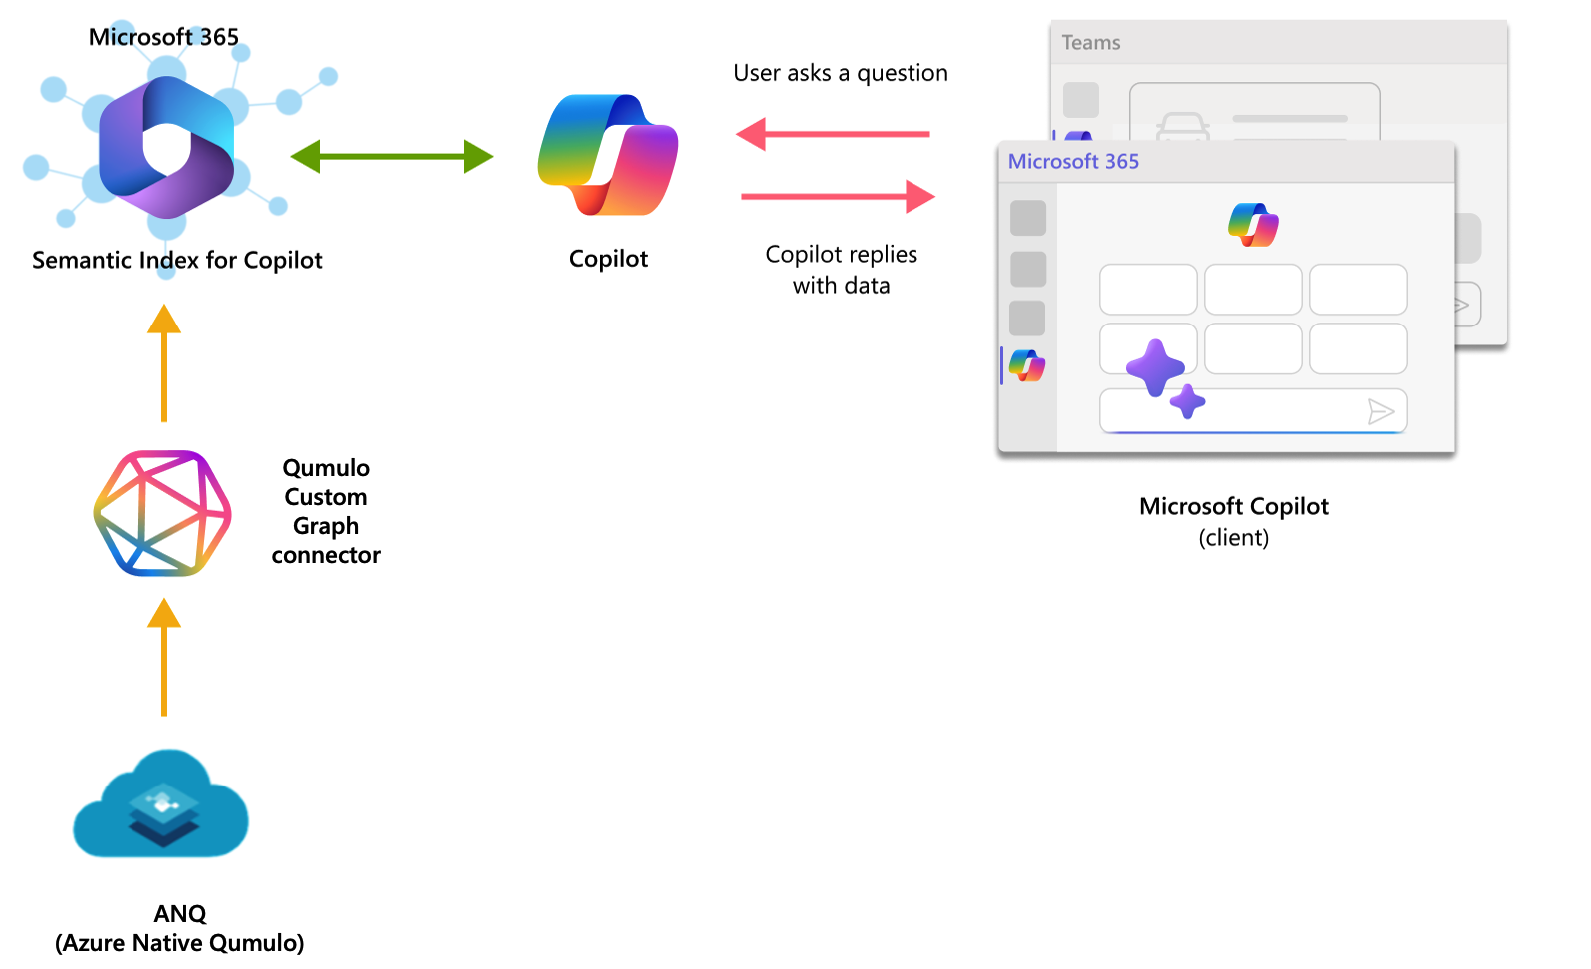 Microsoft 365
Semantic Index for Copilot
Copilot
User asks a question
Copilot replies
with data
Teams
Microsoft 365
Microsoft Copilot
(client)
Qumulo
Custom
Graph
connector
ANQ
(Azure Native Qumulo)